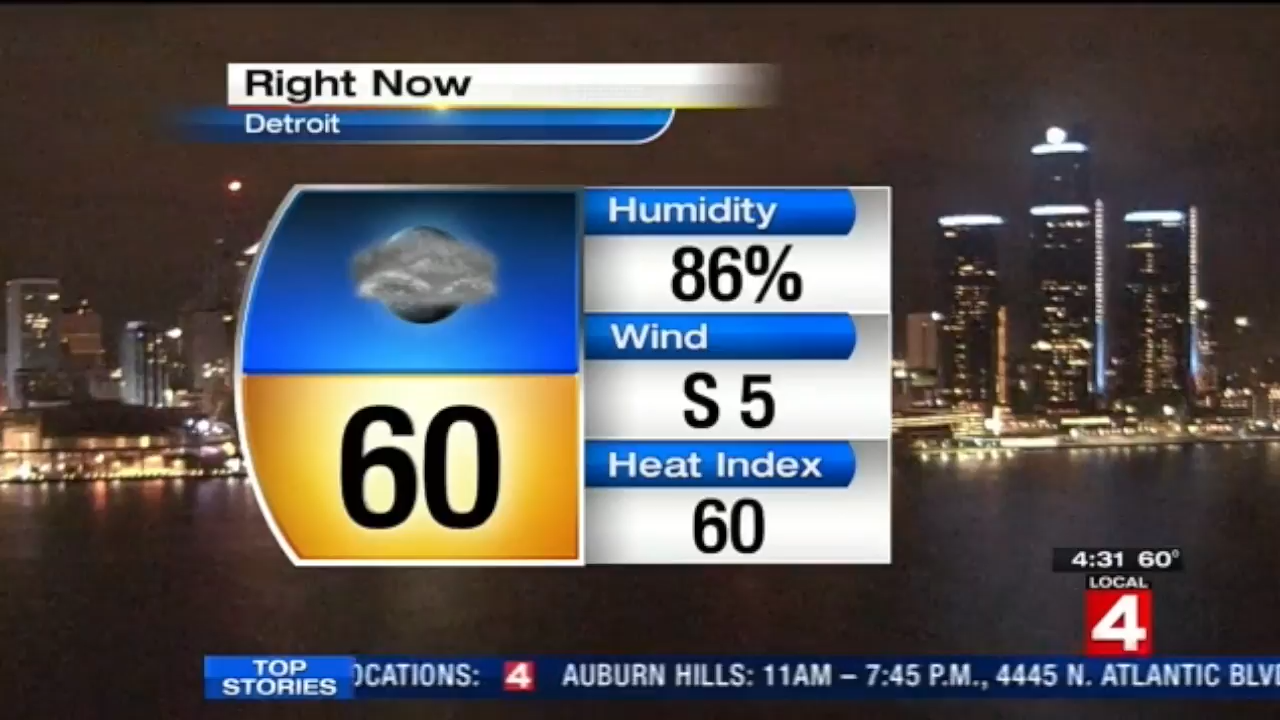 Right Now
Detroit
Humidity
86%
Wind
S 5
60
Heat Index
60
4:31 60°
LOCAL
4
TOP STORIES
OCATIONS: 4 AUBURN HILLS: 11AM – 7:45 P.M., 4445 N. ATLANTIC BLVD